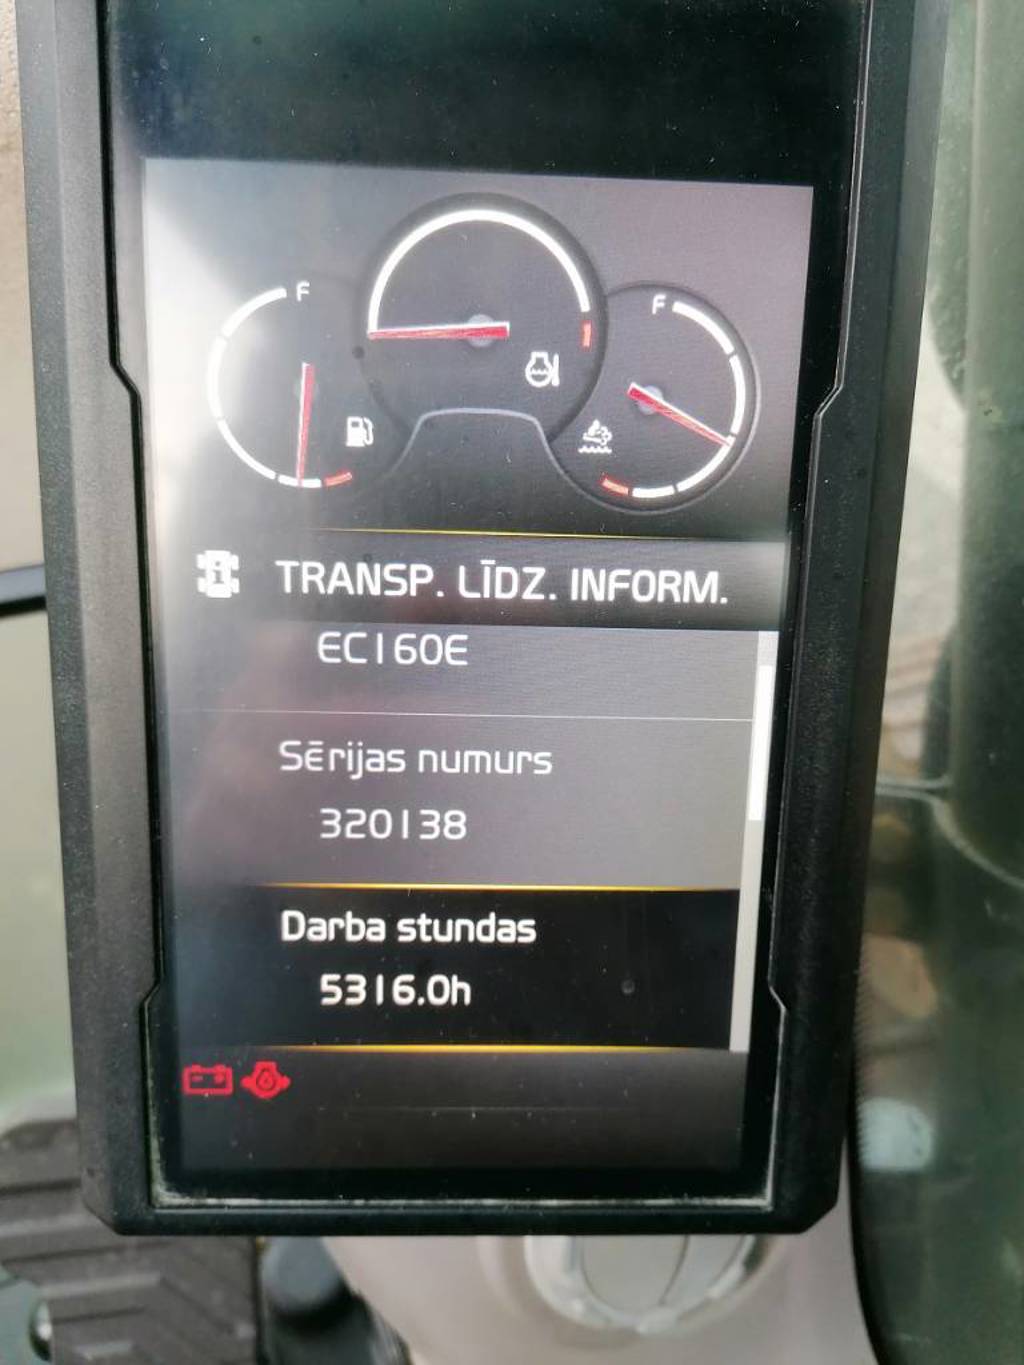 F
F
TRANSP. LĪDZ. INFORM.
EC160E
Sērijas numurs
320138
Darba stundas
5316.0h